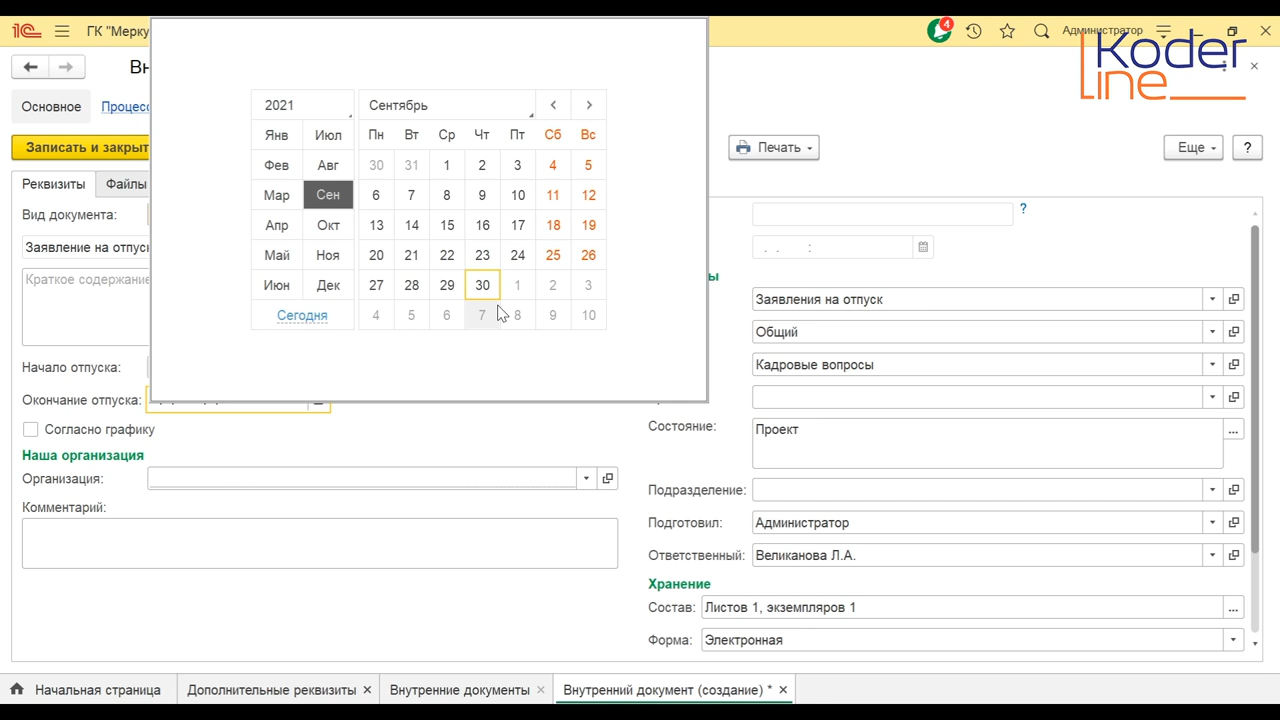 1С ГК "Меркy 4 Администратор
Koder
line
Вн
Основное Процесс
Записать и закрыт Печать Еще ?
Реквизиты Файлы
Вид документа: ?
Заявление на отпуск . . :
Краткое содержание
2021 Сентябрь
Янв Июл Пн Вт Ср Чт Пт Сб Вс
Фев Авг 30 31 1 2 3 4 5
Мар Сен 6 7 8 9 10 11 12
Апр Окт 13 14 15 16 17 18 19
Май Ноя 20 21 22 23 24 25 26
Июн Дек 27 28 29 30 1 2 3
Сегодня 4 5 6 7 8 9 10
ы
Заявления на отпуск
Общий
Начало отпуска: Кадровые вопросы
Окончание отпуска:
Согласно графику Состояние: Проект ...
Наша организация
Организация: Подразделение:
Комментарий: Подготовил: Администратор
Ответственный: Великанова Л.А.
Хранение
Состав: Листов 1, экземпляров 1 ...
Форма: Электронная
Начальная страница Дополнительные реквизиты × Внутренние документы × Внутренний документ (создание) * ×